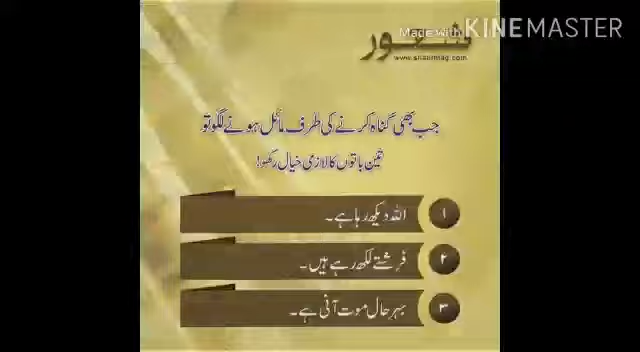 Made with KINEMASTER
شعور
www.shaurmag.com
جب بھی گناہ کرنے کی طرف مائل ہونے لگو تو
تین باتوں کا لازمی خیال رکھو!
۱ اللہ دیکھ رہا ہے۔
۲ فرشتے لکھ رہے ہیں۔
۳ بہرحال موت آنی ہے۔